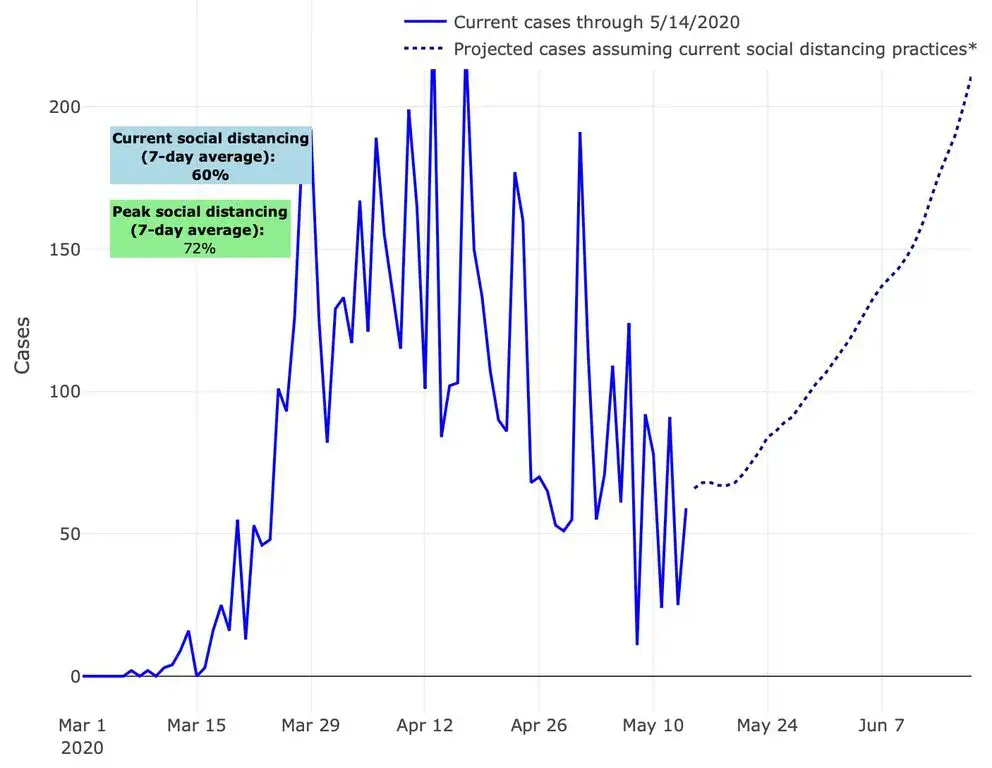 Current cases through 5/14/2020
Projected cases assuming current social distancing practices*
200
Current social distancing
(7-day average):
60%
Peak social distancing
(7-day average):
72%
150
Cases
100
50
0
Mar 1
2020
Mar 15
Mar 29
Apr 12
Apr 26
May 10
May 24
Jun 7